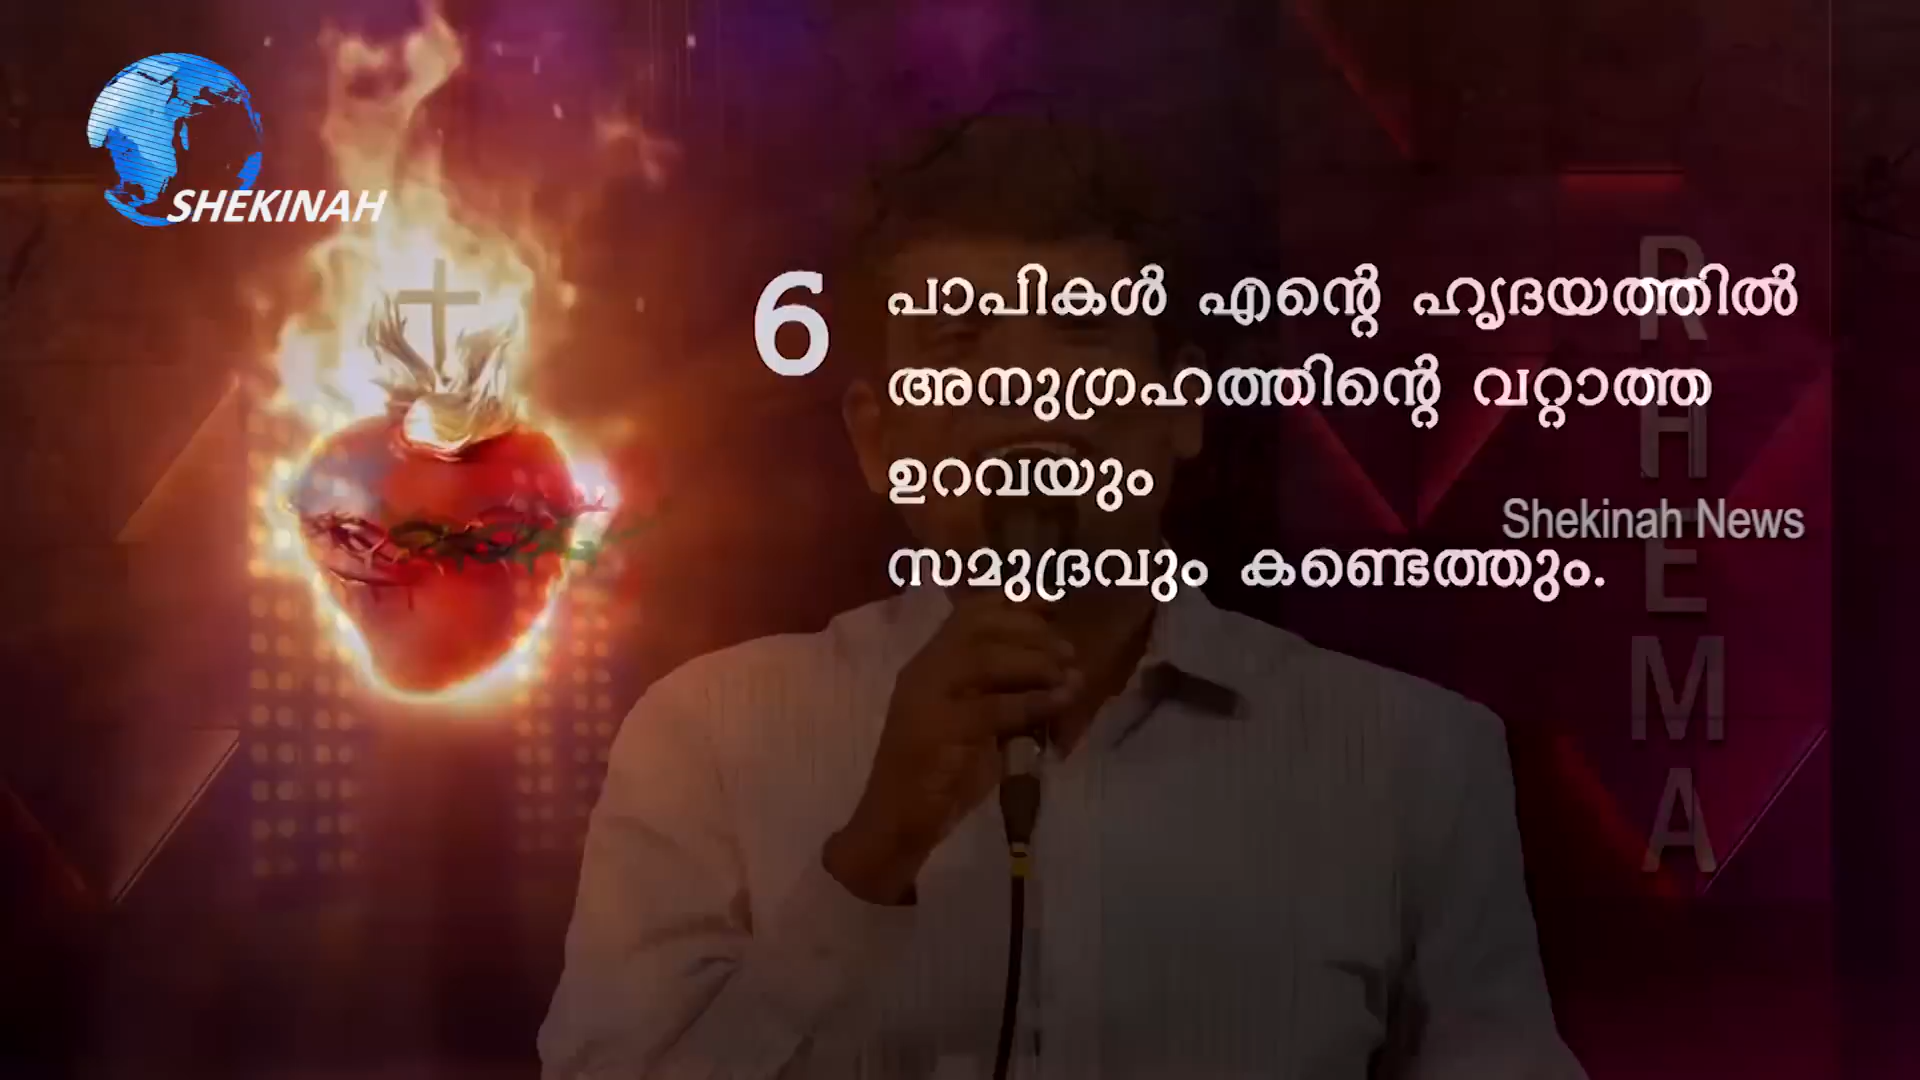 SHEKINAH
6
പാപികൾ എന്റെ ഹൃദയത്തിൽ
അനുഗ്രഹത്തിന്റെ വറ്റാത്ത
ഉറവയും
സമുദ്രവും കണ്ടെത്തും.
Shekinah News
RHEMA